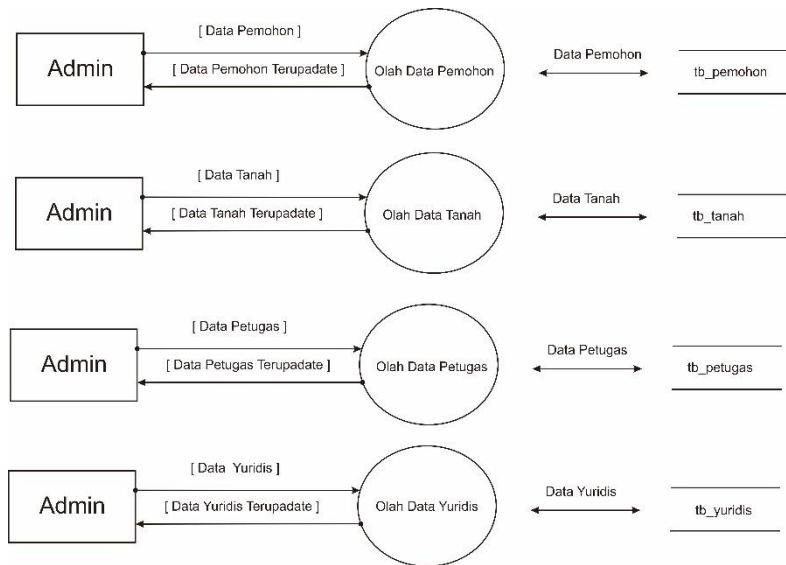 [ Data Pemohon ]
Data Pemohon
Admin
[ Data Pemohon Terupadate ]
Olah Data Pemohon
tb_pemohon
[ Data Tanah ]
Data Tanah
Admin
[ Data Tanah Terupadate ]
Olah Data Tanah
tb_tanah
[ Data Petugas ]
Data Petugas
Admin
[ Data Petugas Terupadate ]
Olah Data Petugas
tb_petugas
[ Data Yuridis ]
Data Yuridis
Admin
[ Data Yuridis Terupadate ]
Olah Data Yuridis
tb_yuridis